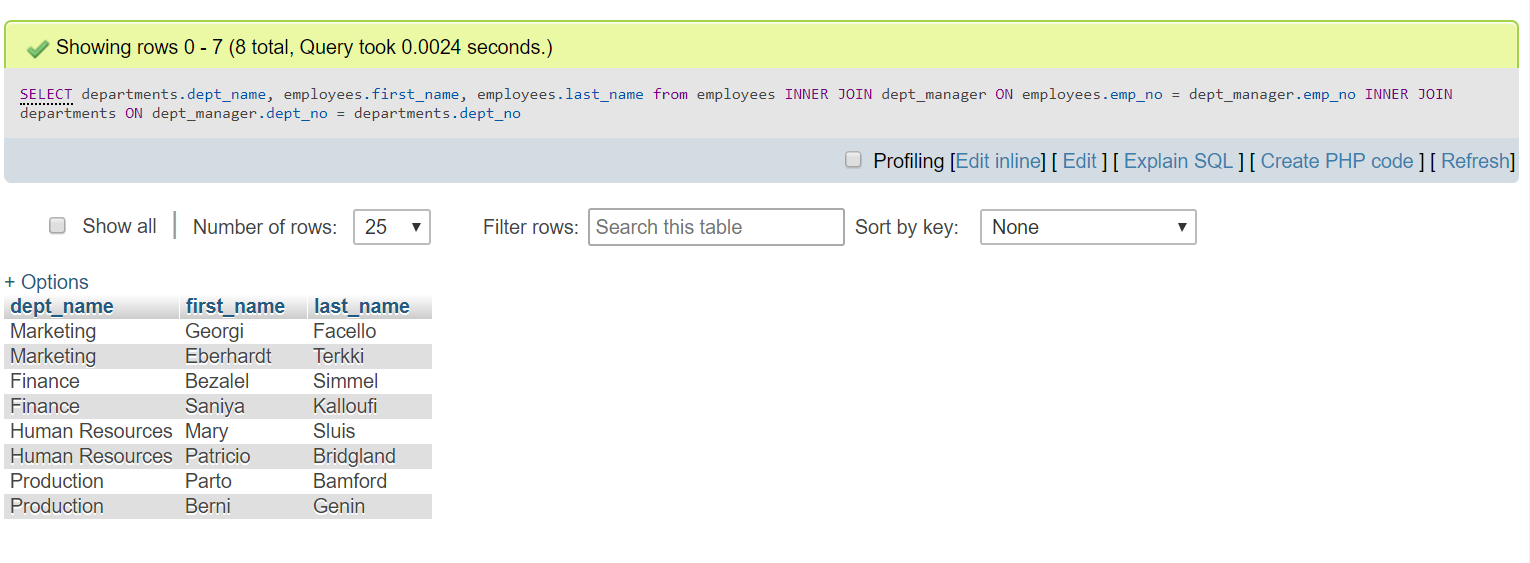 Showing rows 0 - 7 (8 total, Query took 0.0024 seconds.)
SELECT departments.dept_name, employees.first_name, employees.last_name from employees INNER JOIN dept_manager ON employees.emp_no = dept_manager.emp_no INNER JOIN
departments ON dept_manager.dept_no = departments.dept_no
Profiling [Edit inline] [ Edit ] [ Explain SQL ] [ Create PHP code ] [ Refresh]
Show all | Number of rows: 25 ▼ Filter rows: Search this table Sort by key: None ▼
+ Options
dept_name first_name last_name
Marketing Georgi Facello
Marketing Eberhardt Terkki
Finance Bezalel Simmel
Finance Saniya Kalloufi
Human Resources Mary Sluis
Human Resources Patricio Bridgland
Production Parto Bamford
Production Berni Genin